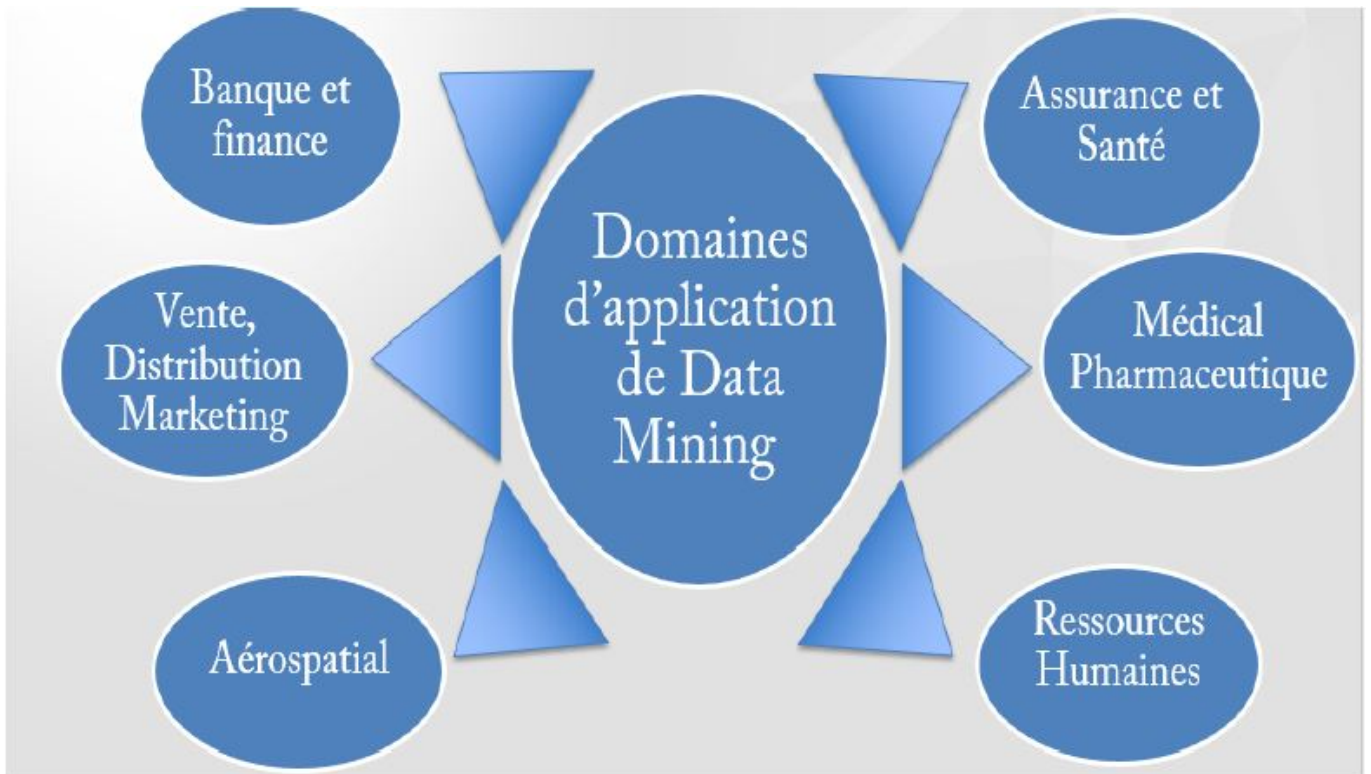 Banque et
finance
Assurance et
Santé
Domaines
d’application
de Data
Mining
Vente,
Distribution
Marketing
Médical
Pharmaceutique
Aérospatial
Ressources
Humaines